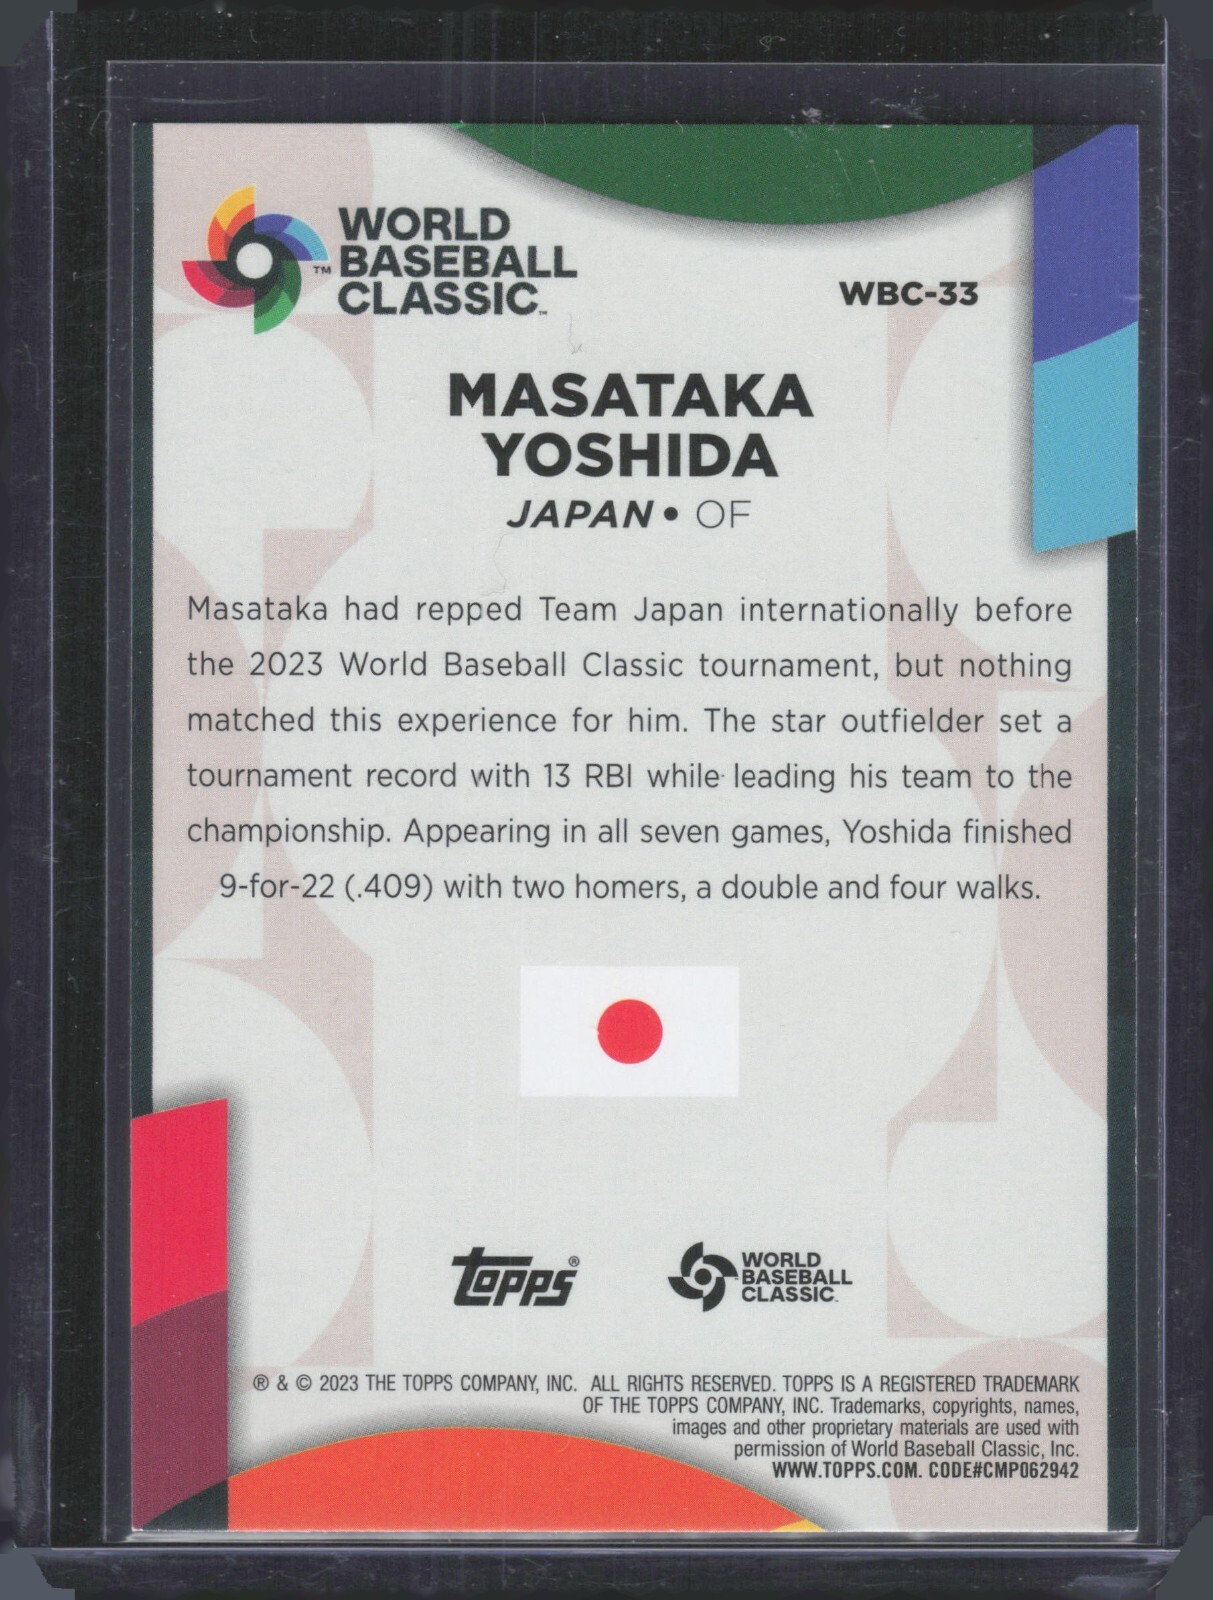 WORLD
BASEBALL
CLASSIC™
™
WBC-33
MASATAKA
YOSHIDA
JAPAN • OF
Masataka had repped Team Japan internationally before
the 2023 World Baseball Classic tournament, but nothing
matched this experience for him. The star outfielder set a
tournament record with 13 RBI while leading his team to the
championship. Appearing in all seven games, Yoshida finished
9-for-22 (.409) with two homers, a double and four walks.
Topps®
WORLD
BASEBALL
CLASSIC™
® & © 2023 THE TOPPS COMPANY, INC. ALL RIGHTS RESERVED. TOPPS IS A REGISTERED TRADEMARK
OF THE TOPPS COMPANY, INC. Trademarks, copyrights, names,
images and other proprietary materials are used with
permission of World Baseball Classic, Inc.
WWW.TOPPS.COM. CODE#CMP062942